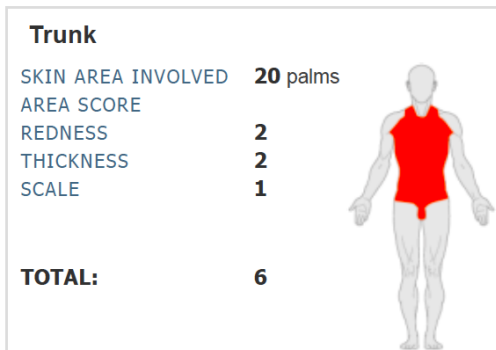 Trunk
SKIN AREA INVOLVED 20 palms
AREA SCORE
REDNESS 2
THICKNESS 2
SCALE 1
TOTAL: 6